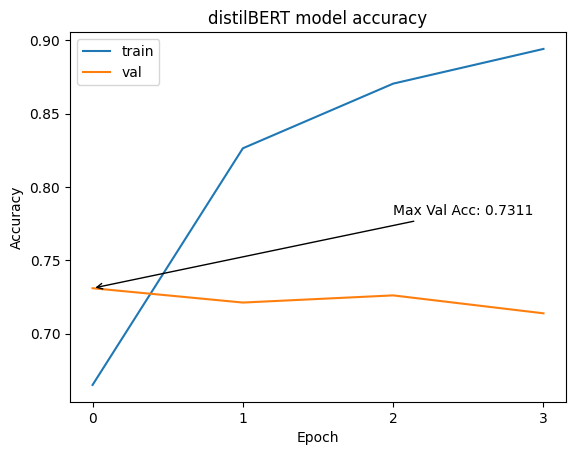 distilBERT model accuracy
train
val
Max Val Acc: 0.7311
Accuracy
0.90
0.85
0.80
0.75
0.70
0
1
2
3
Epoch